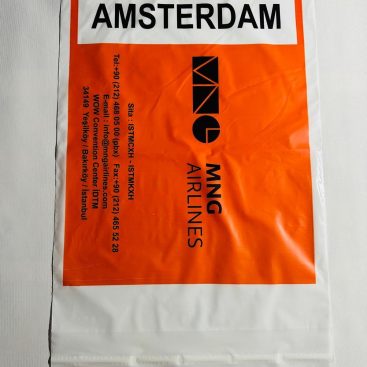 AMSTERDAM
MNG
AIRLINES
Sita : ISTMCXH - ISTMKXH
Tel:+90 (212) 468 05 00 (pbx) Fax:+90 (212) 465 52 28
E-mail : info@mngairlines.com
WOW Convention Center IDTM
34149 Yeşilköy / Bakırköy / İstanbul